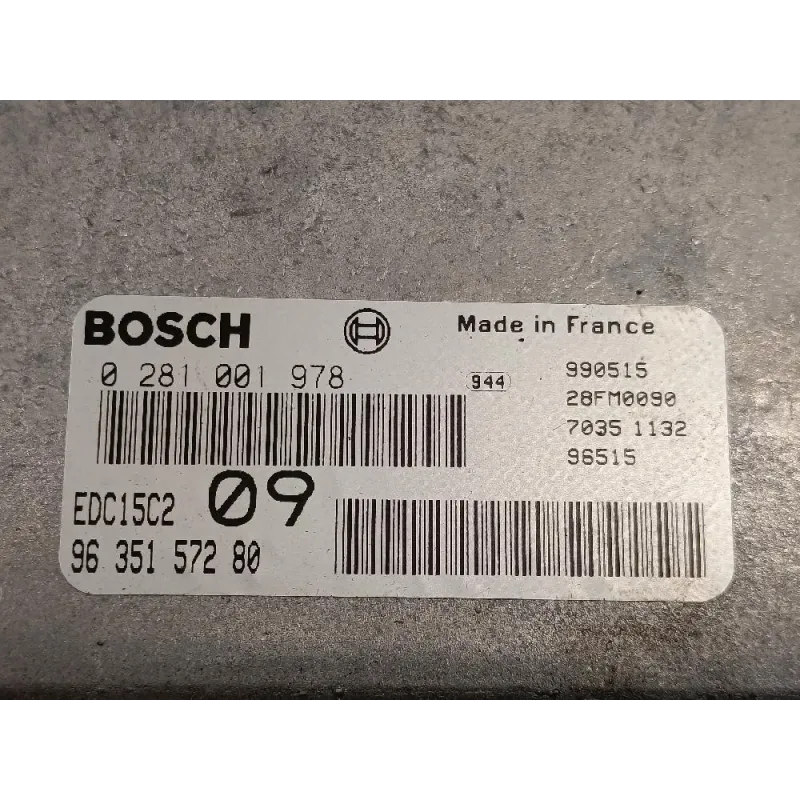 BOSCH
Made in France
0 281 001 978
944
990515
28FM0090
7035 1132
96515
EDC15C2
09
96 351 572 80